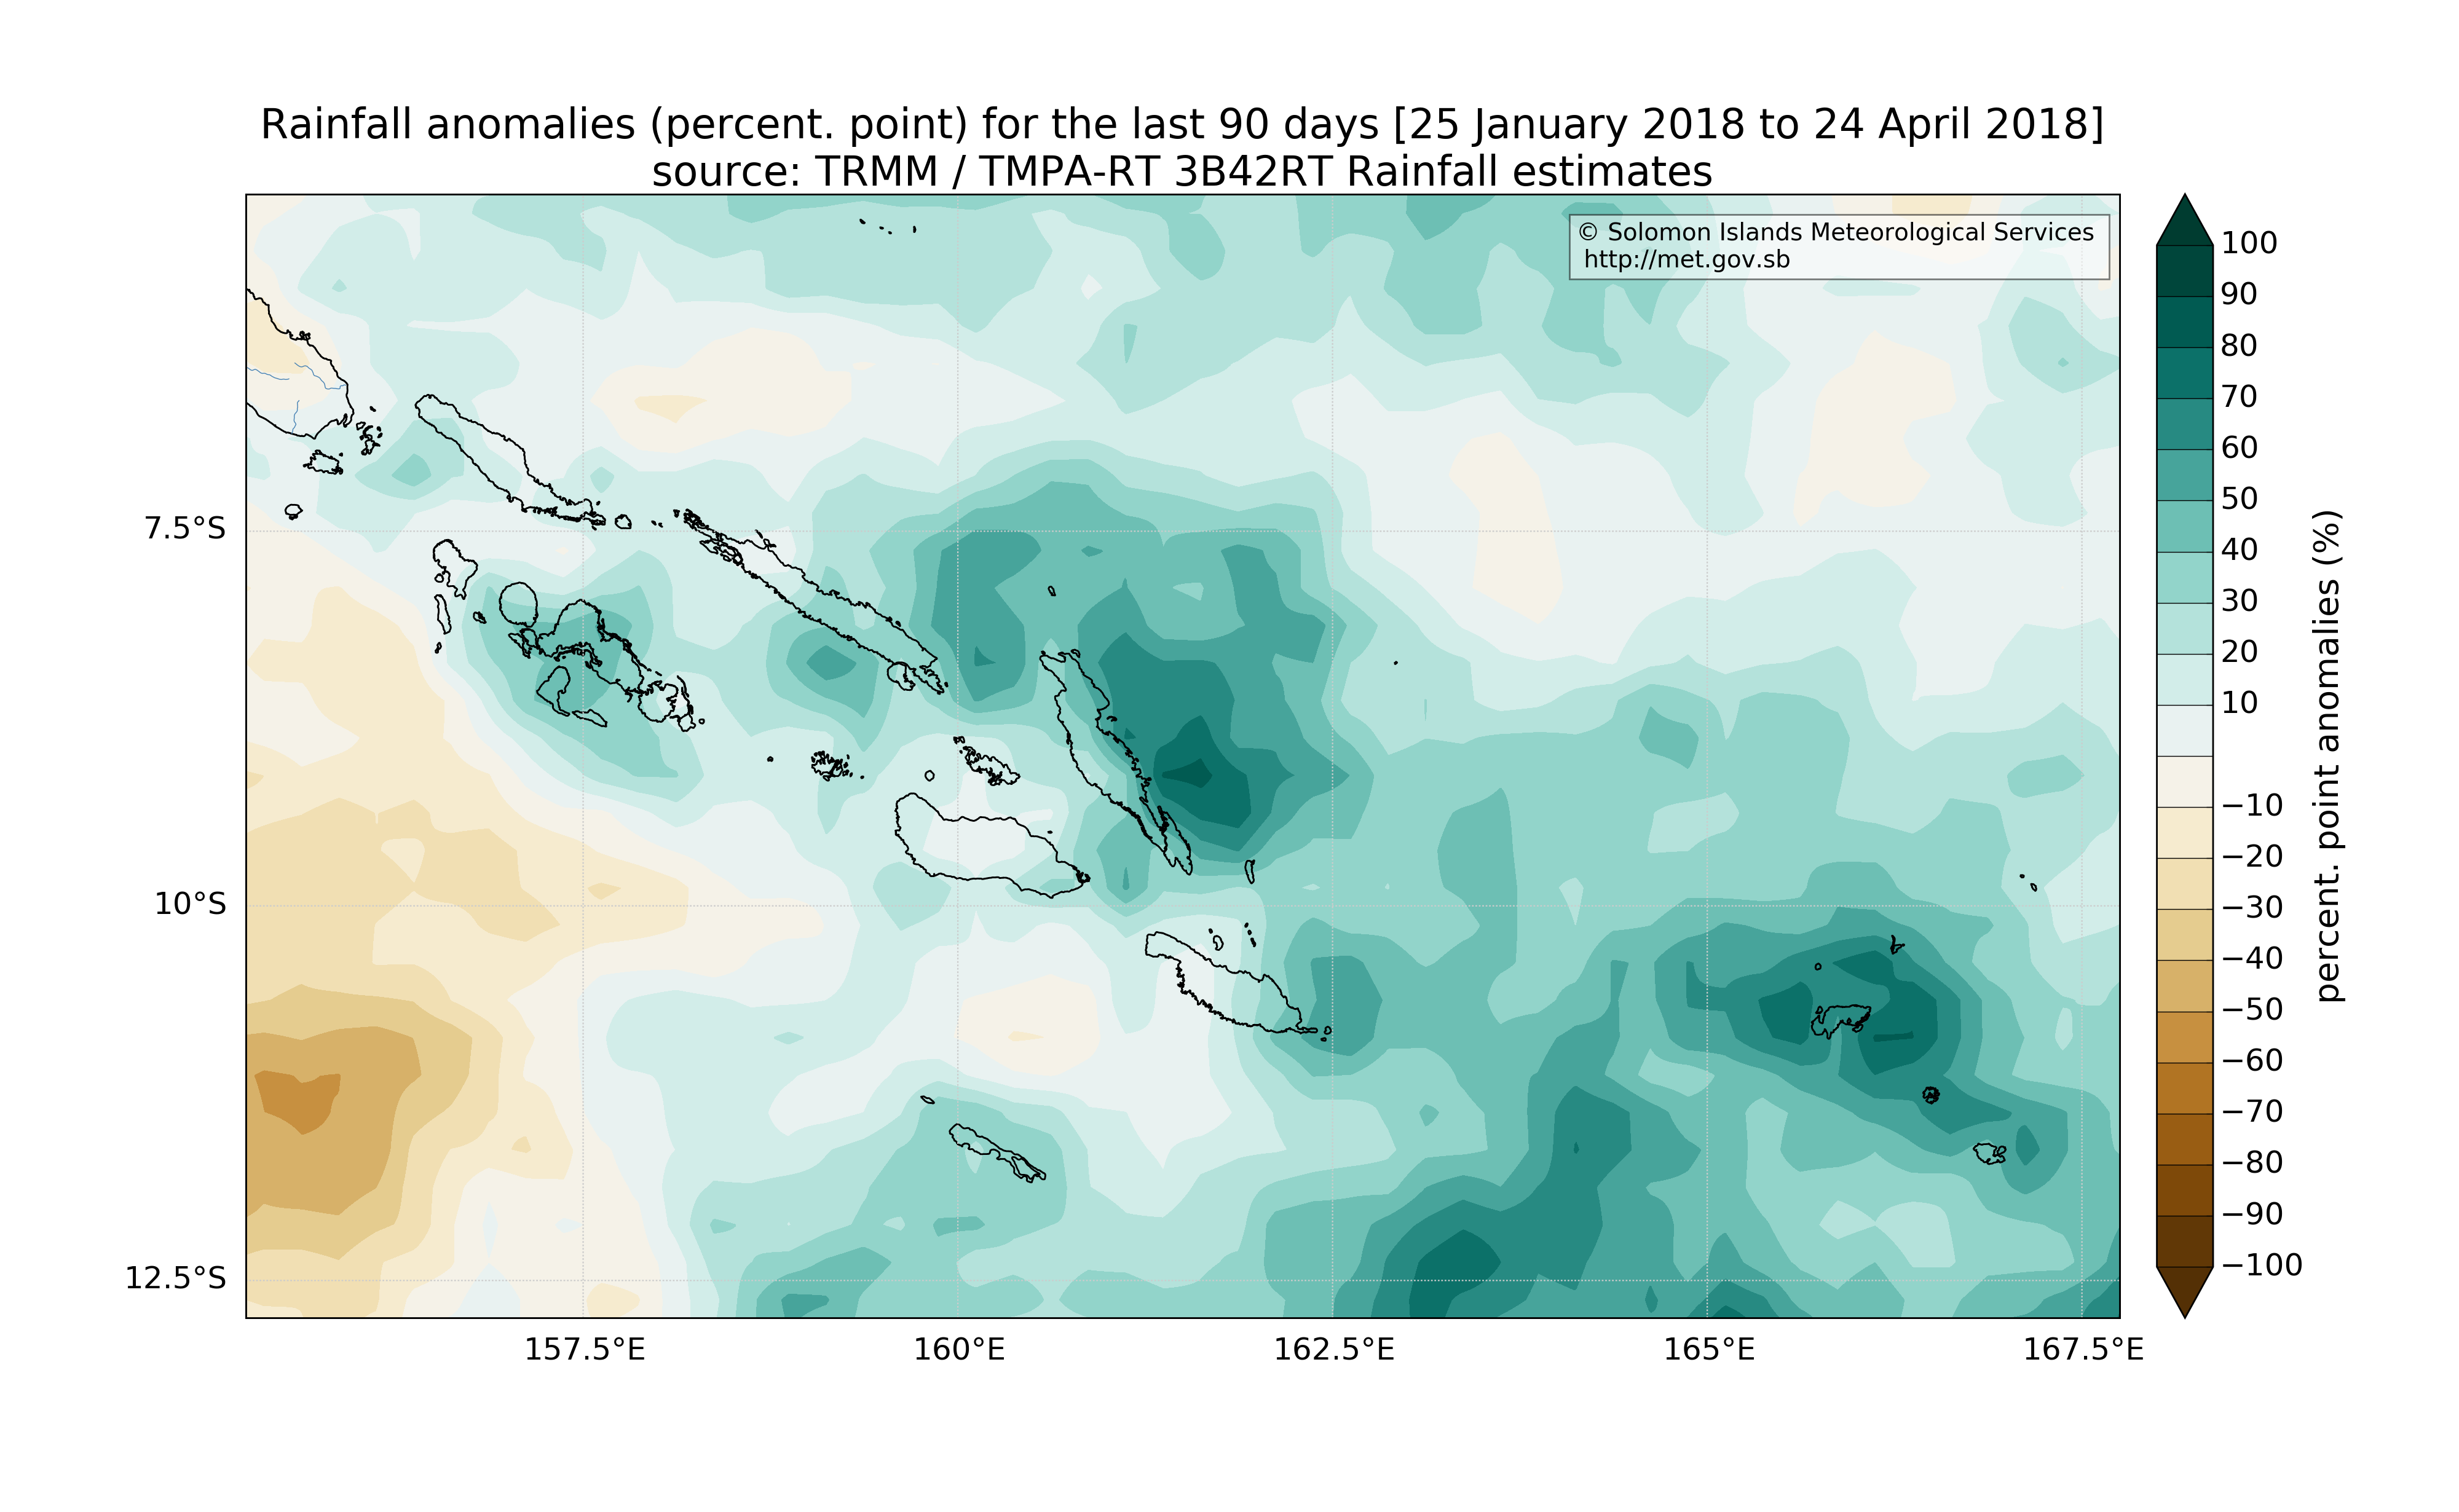 Rainfall anomalies (percent. point) for the last 90 days [25 January 2018 to 24 April 2018]
source: TRMM / TMPA-RT 3B42RT Rainfall estimates
© Solomon Islands Meteorological Services
http://met.gov.sb
7.5°S
10°S
12.5°S
157.5°E
160°E
162.5°E
165°E
167.5°E
100
90
80
70
60
50
40
30
20
10
−10
−20
−30
−40
−50
−60
−70
−80
−90
−100
percent. point anomalies (%)